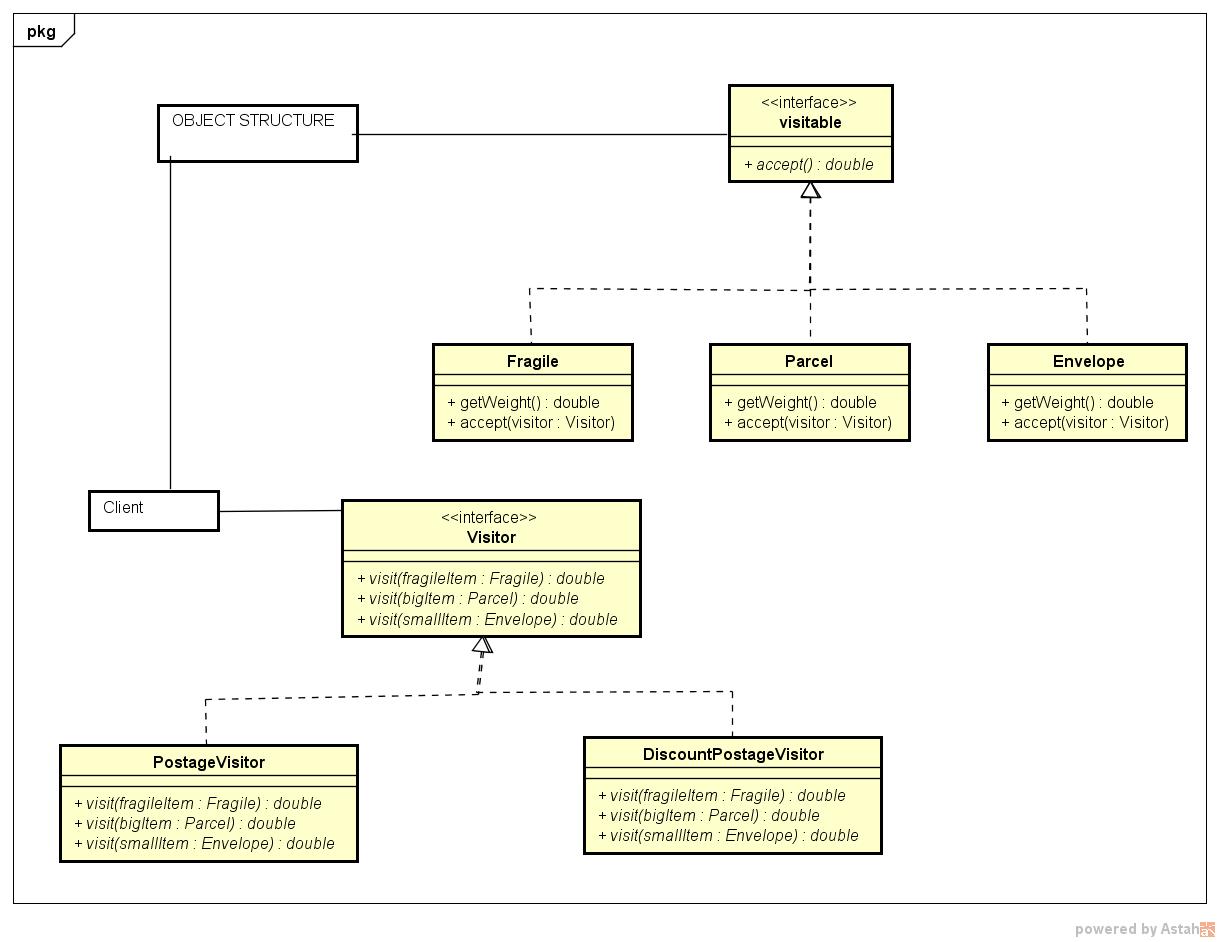 pkg
OBJECT STRUCTURE
<<interface>>
visitable
+ accept() : double
Fragile
+ getWeight() : double
+ accept(visitor : Visitor)
Parcel
+ getWeight() : double
+ accept(visitor : Visitor)
Envelope
+ getWeight() : double
+ accept(visitor : Visitor)
Client
<<interface>>
Visitor
+ visit(fragileItem : Fragile) : double
+ visit(bigItem : Parcel) : double
+ visit(smallItem : Envelope) : double
PostageVisitor
+ visit(fragileItem : Fragile) : double
+ visit(bigItem : Parcel) : double
+ visit(smallItem : Envelope) : double
DiscountPostageVisitor
+ visit(fragileItem : Fragile) : double
+ visit(bigItem : Parcel) : double
+ visit(smallItem : Envelope) : double
powered by Astah